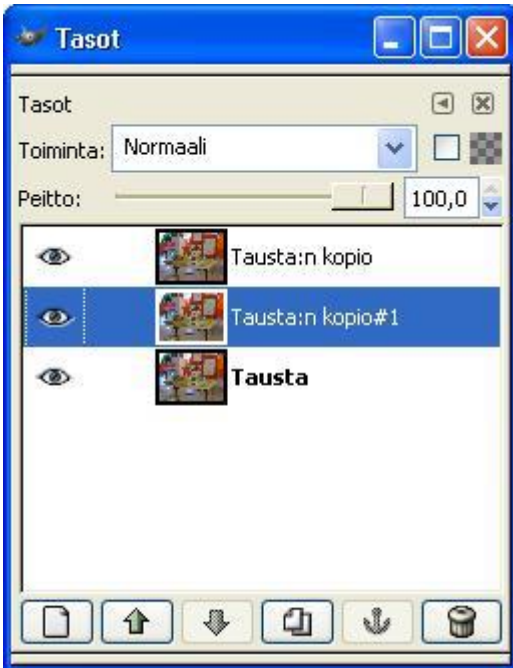 Tasot
Tasot
Toiminta: Normaali
Peitto: 100,0
Tausta:n kopio
Tausta:n kopio#1
Tausta